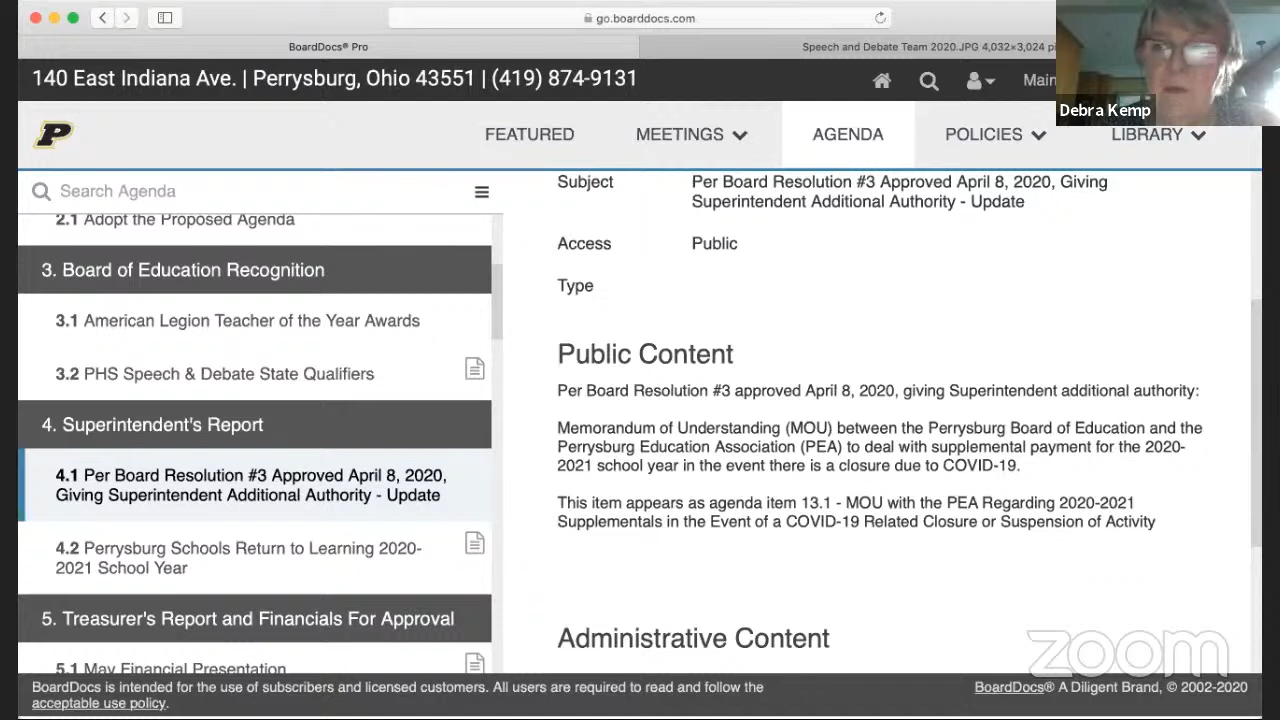 go.boarddocs.com
BoardDocs® Pro
Speech and Debate Team 2020.JPG 4,032×3,024 pi
140 East Indiana Ave. | Perrysburg, Ohio 43551 | (419) 874-9131
Main
Debra Kemp
P
FEATURED
MEETINGS
AGENDA
POLICIES
LIBRARY
Search Agenda
2.1 Adopt the Proposed Agenda
3. Board of Education Recognition
3.1 American Legion Teacher of the Year Awards
3.2 PHS Speech & Debate State Qualifiers
4. Superintendent's Report
4.1 Per Board Resolution #3 Approved April 8, 2020,
Giving Superintendent Additional Authority - Update
4.2 Perrysburg Schools Return to Learning 2020-
2021 School Year
5. Treasurer's Report and Financials For Approval
5.1 May Financial Presentation
Subject
Per Board Resolution #3 Approved April 8, 2020, Giving
Superintendent Additional Authority - Update
Access
Public
Type
Public Content
Per Board Resolution #3 approved April 8, 2020, giving Superintendent additional authority:
Memorandum of Understanding (MOU) between the Perrysburg Board of Education and the
Perrysburg Education Association (PEA) to deal with supplemental payment for the 2020-
2021 school year in the event there is a closure due to COVID-19.
This item appears as agenda item 13.1 - MOU with the PEA Regarding 2020-2021
Supplementals in the Event of a COVID-19 Related Closure or Suspension of Activity
Administrative Content
zoom
BoardDocs is intended for the use of subscribers and licensed customers. All users are required to read and follow the
acceptable use policy.
BoardDocs® A Diligent Brand, © 2002-2020